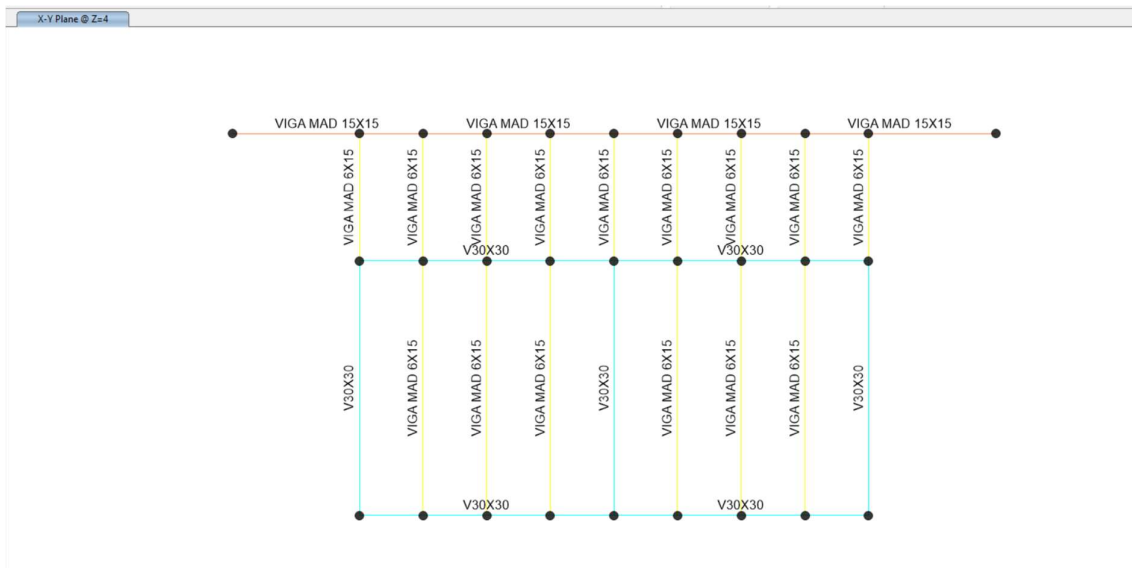 X-Y Plane @ Z=4
VIGA MAD 15X15 VIGA MAD 15X15 VIGA MAD 15X15 VIGA MAD 15X15
VIGA MAD 6X15 VIGA MAD 6X15 VIGA MAD 6X15 VIGA MAD 6X15 VIGA MAD 6X15 VIGA MAD 6X15 VIGA MAD 6X15 VIGA MAD 6X15 VIGA MAD 6X15
V30X30 V30X30
V30X30 VIGA MAD 6X15 VIGA MAD 6X15 VIGA MAD 6X15 V30X30 VIGA MAD 6X15 VIGA MAD 6X15 VIGA MAD 6X15 V30X30
V30X30 V30X30